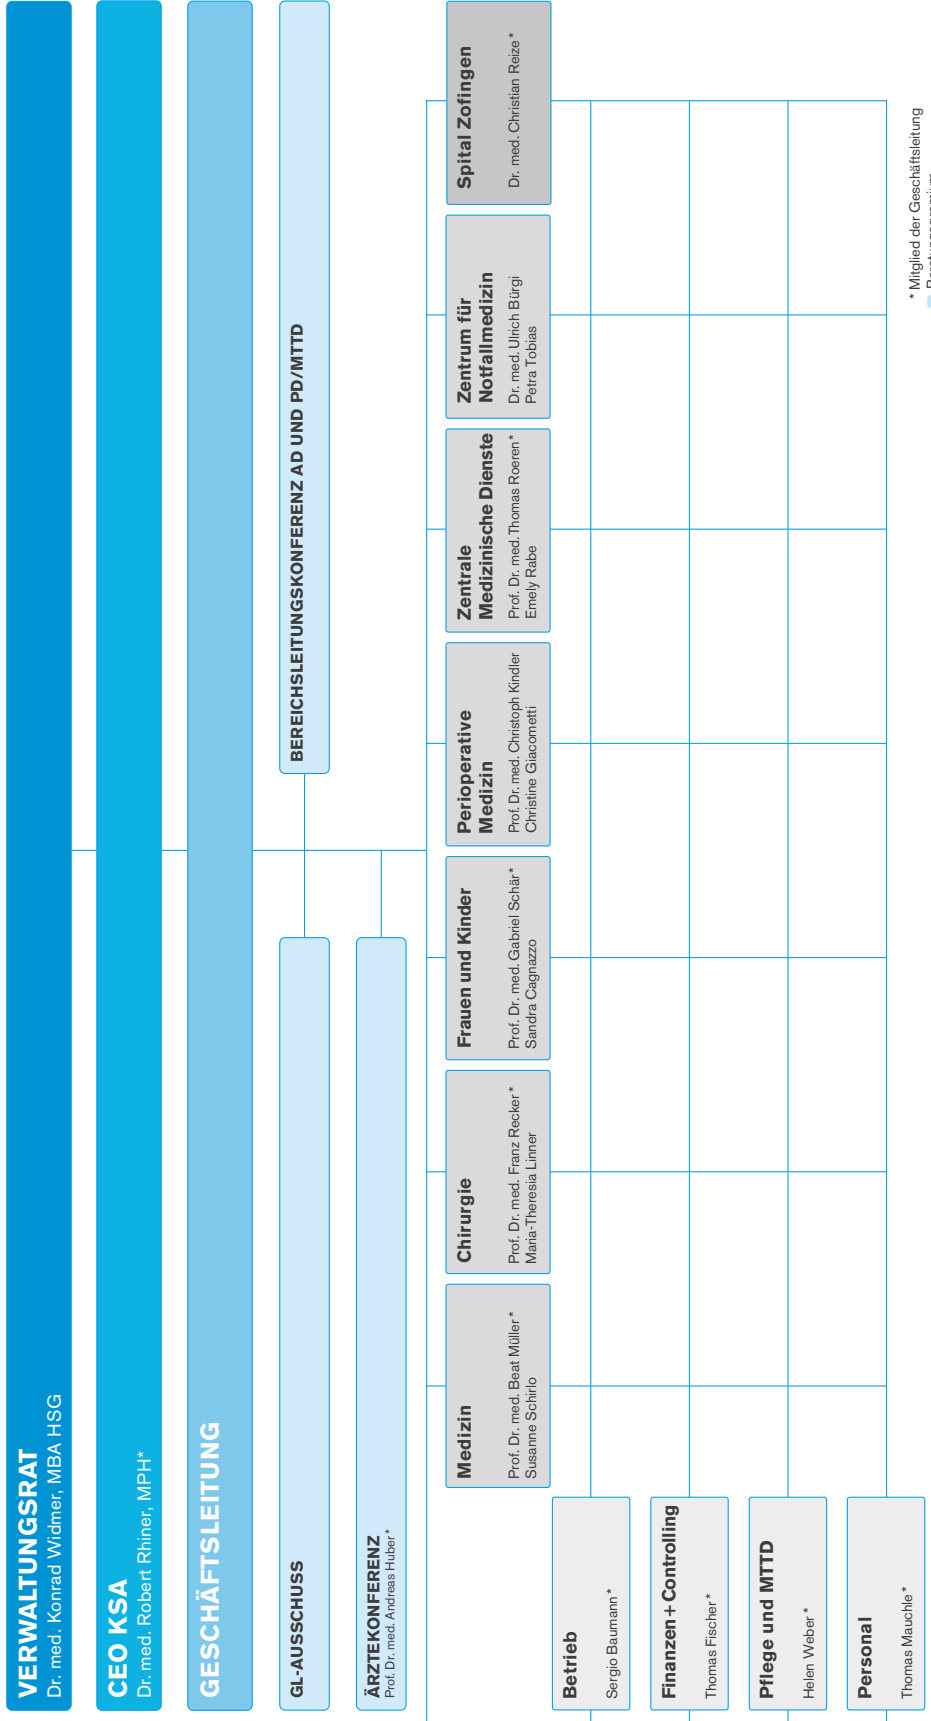 VERWALTUNGSRAT
Dr. med. Konrad Widmer, MBA HSG
CEO KSA
Dr. med. Robert Rhiner, MPH*
GESCHÄFTSLEITUNG
GL-AUSSCHUSS
BEREICHSLEITUNGSKONFERENZ AD UND PD/MTTD
ÄRZTEKONFERENZ
Prof. Dr. med. Andreas Huber*
Medizin
Prof. Dr. med. Beat Müller*
Susanne Schirlo
Chirurgie
Prof. Dr. med. Franz Recker*
Maria-Theresia Linner
Frauen und Kinder
Prof. Dr. med. Gabriel Schär*
Sandra Cagnazzo
Perioperative
Medizin
Prof. Dr. med. Christoph Kindler
Christine Giacometti
Zentrale
Medizinische Dienste
Prof. Dr. med. Thomas Roeren*
Emely Rabe
Zentrum für
Notfallmedizin
Dr. med. Ulrich Bürgi
Petra Tobias
Spital Zofingen
Dr. med. Christian Reize*
Betrieb
Sergio Baumann*
Finanzen+Controlling
Thomas Fischer*
Pflege und MTTD
Helen Weber*
Personal
Thomas Mauchle*
* Mitglied der Geschäftsleitung